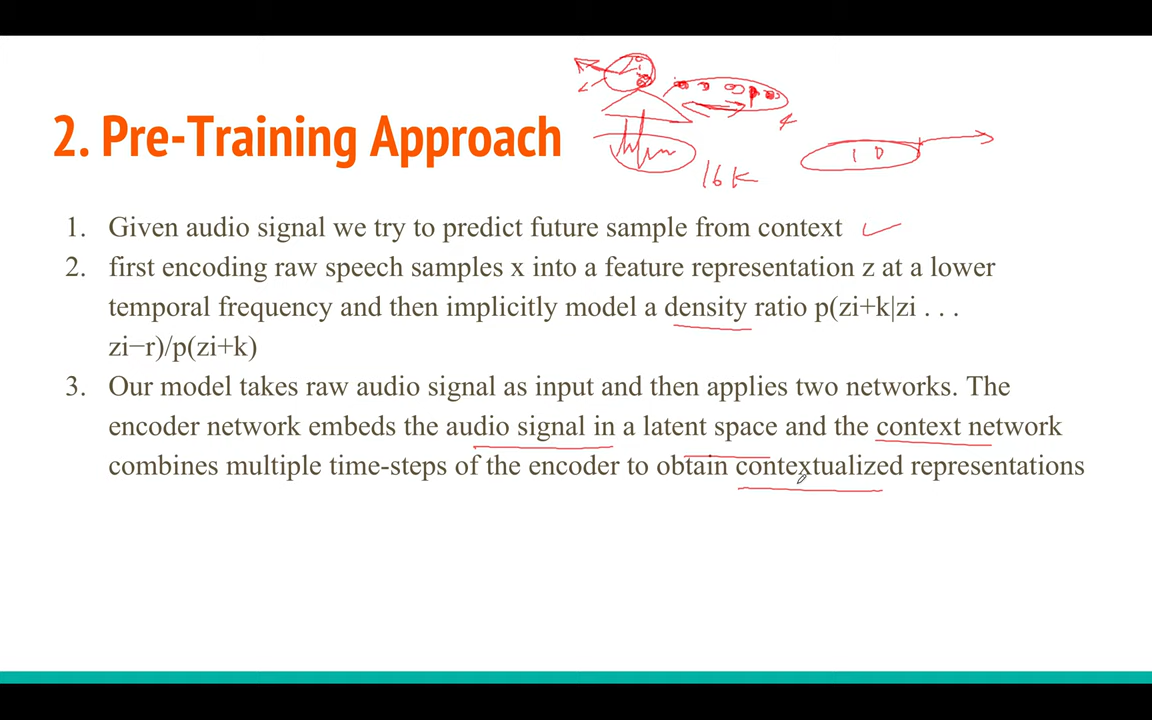 2. Pre-Training Approach
16K
10
1. Given audio signal we try to predict future sample from context
2. first encoding raw speech samples x into a feature representation z at a lower
temporal frequency and then implicitly model a density ratio p(zi+k|zi . . .
zi−r)/p(zi+k)
3. Our model takes raw audio signal as input and then applies two networks. The
encoder network embeds the audio signal in a latent space and the context network
combines multiple time-steps of the encoder to obtain contextualized representations